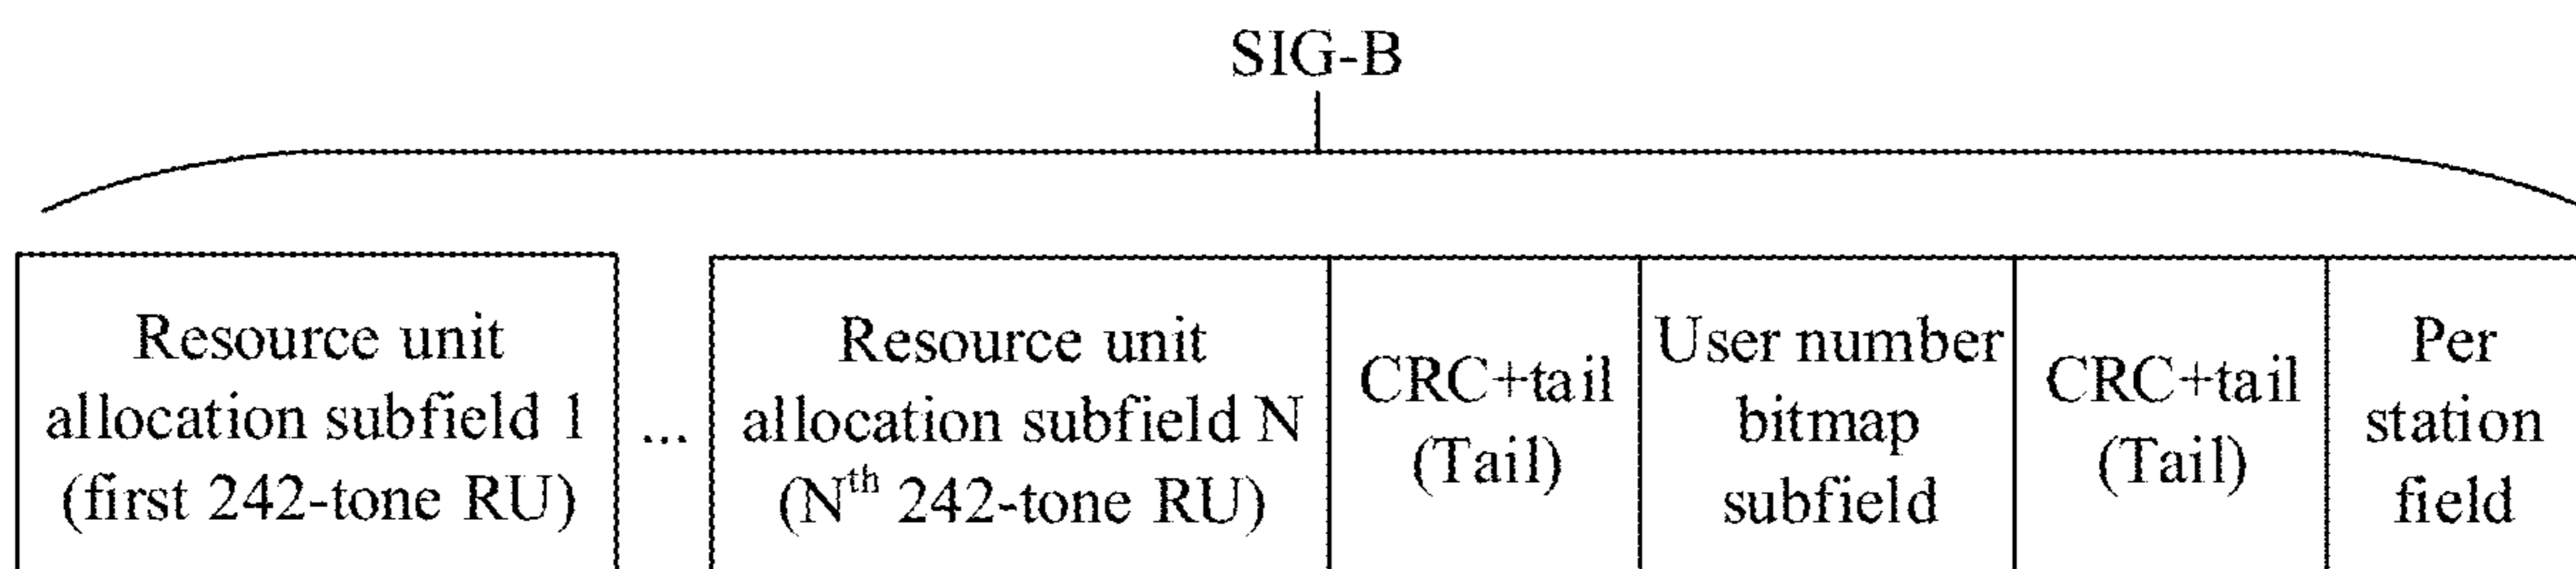 SIG-B
Resource unit
allocation subfield 1
(first 242-tone RU)
...
Resource unit
allocation subfield N
(Nth 242-tone RU)
CRC+tail
(Tail)
User number
bitmap
subfield
CRC+tail
(Tail)
Per
station
field